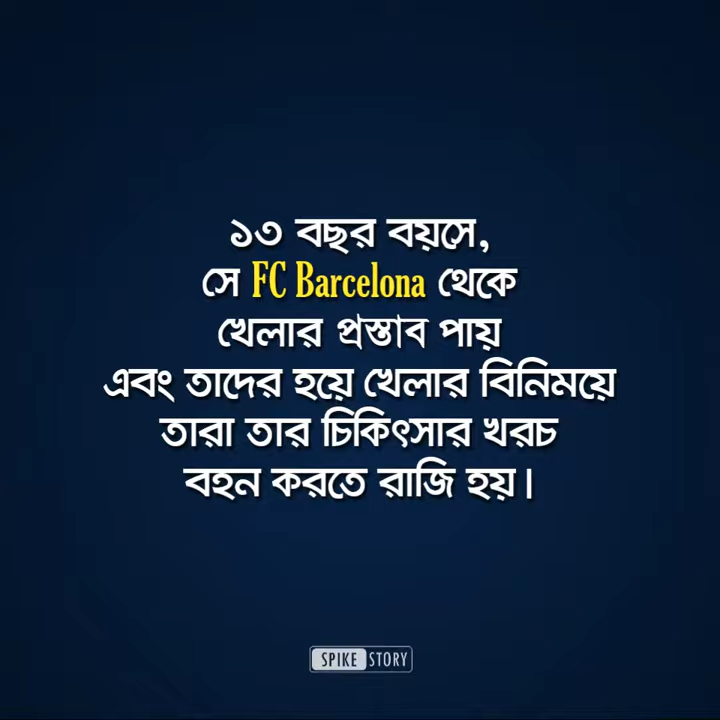 ১৩ বছর বয়সে,
সে FC Barcelona থেকে
খেলার প্রস্তাব পায়
এবং তাদের হয়ে খেলার বিনিময়ে
তারা তার চিকিৎসার খরচ
বহন করতে রাজি হয়।
SPIKE STORY